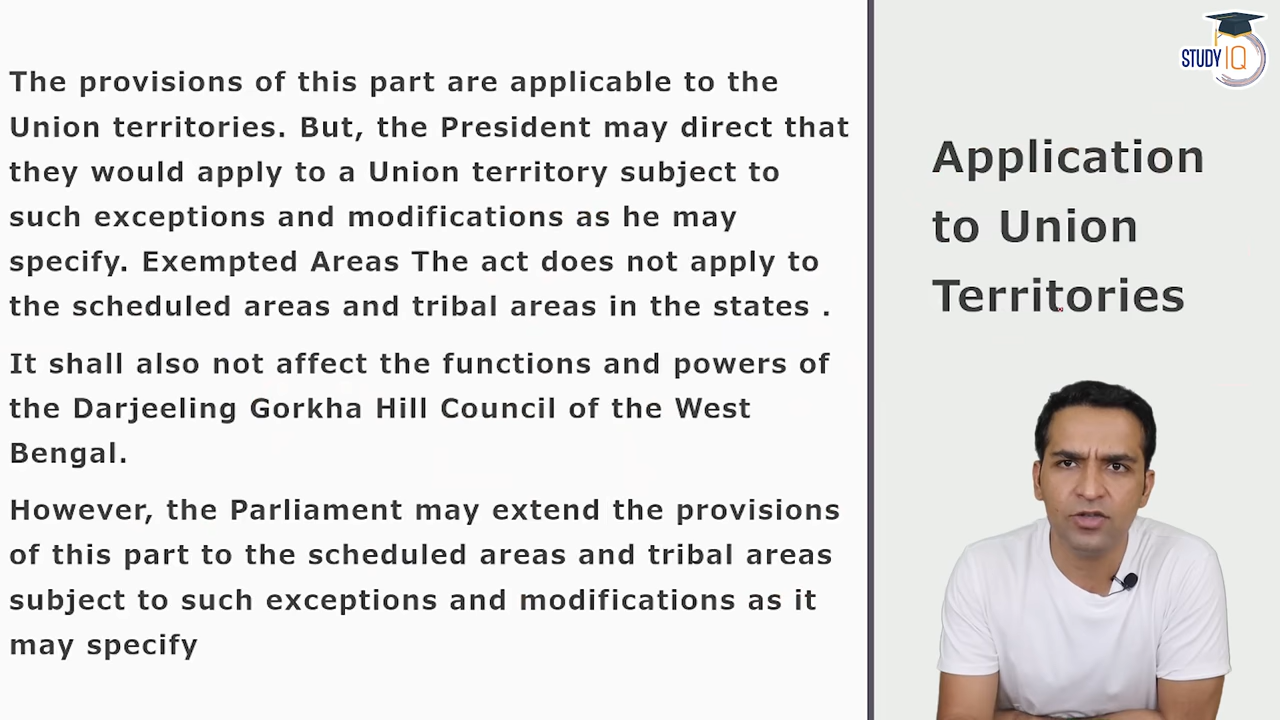 The provisions of this part are applicable to the
Union territories. But, the President may direct that
they would apply to a Union territory subject to
such exceptions and modifications as he may
specify. Exempted Areas The act does not apply to
the scheduled areas and tribal areas in the states .
It shall also not affect the functions and powers of
the Darjeeling Gorkha Hill Council of the West
Bengal.
However, the Parliament may extend the provisions
of this part to the scheduled areas and tribal areas
subject to such exceptions and modifications as it
may specify
STUDY IQ
Application
to Union
Territories